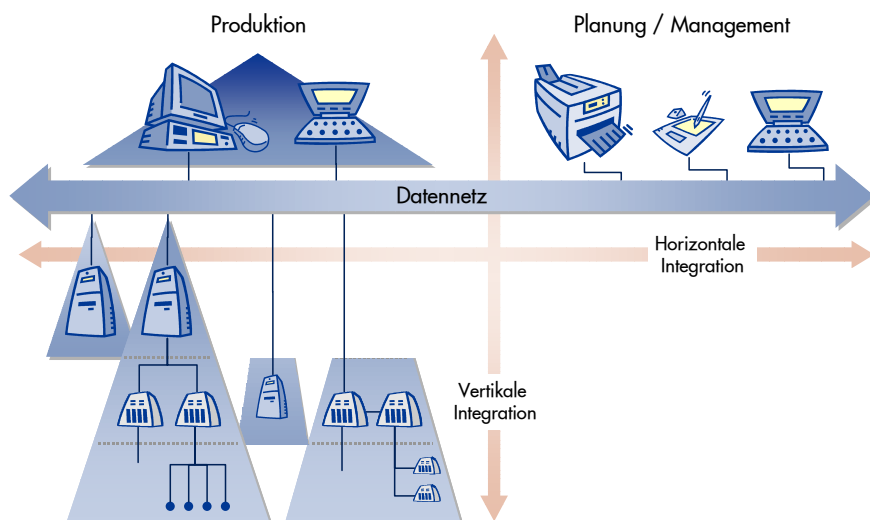 Produktion
Planung / Management
Datennetz
Horizontale
Integration
Vertikale
Integration